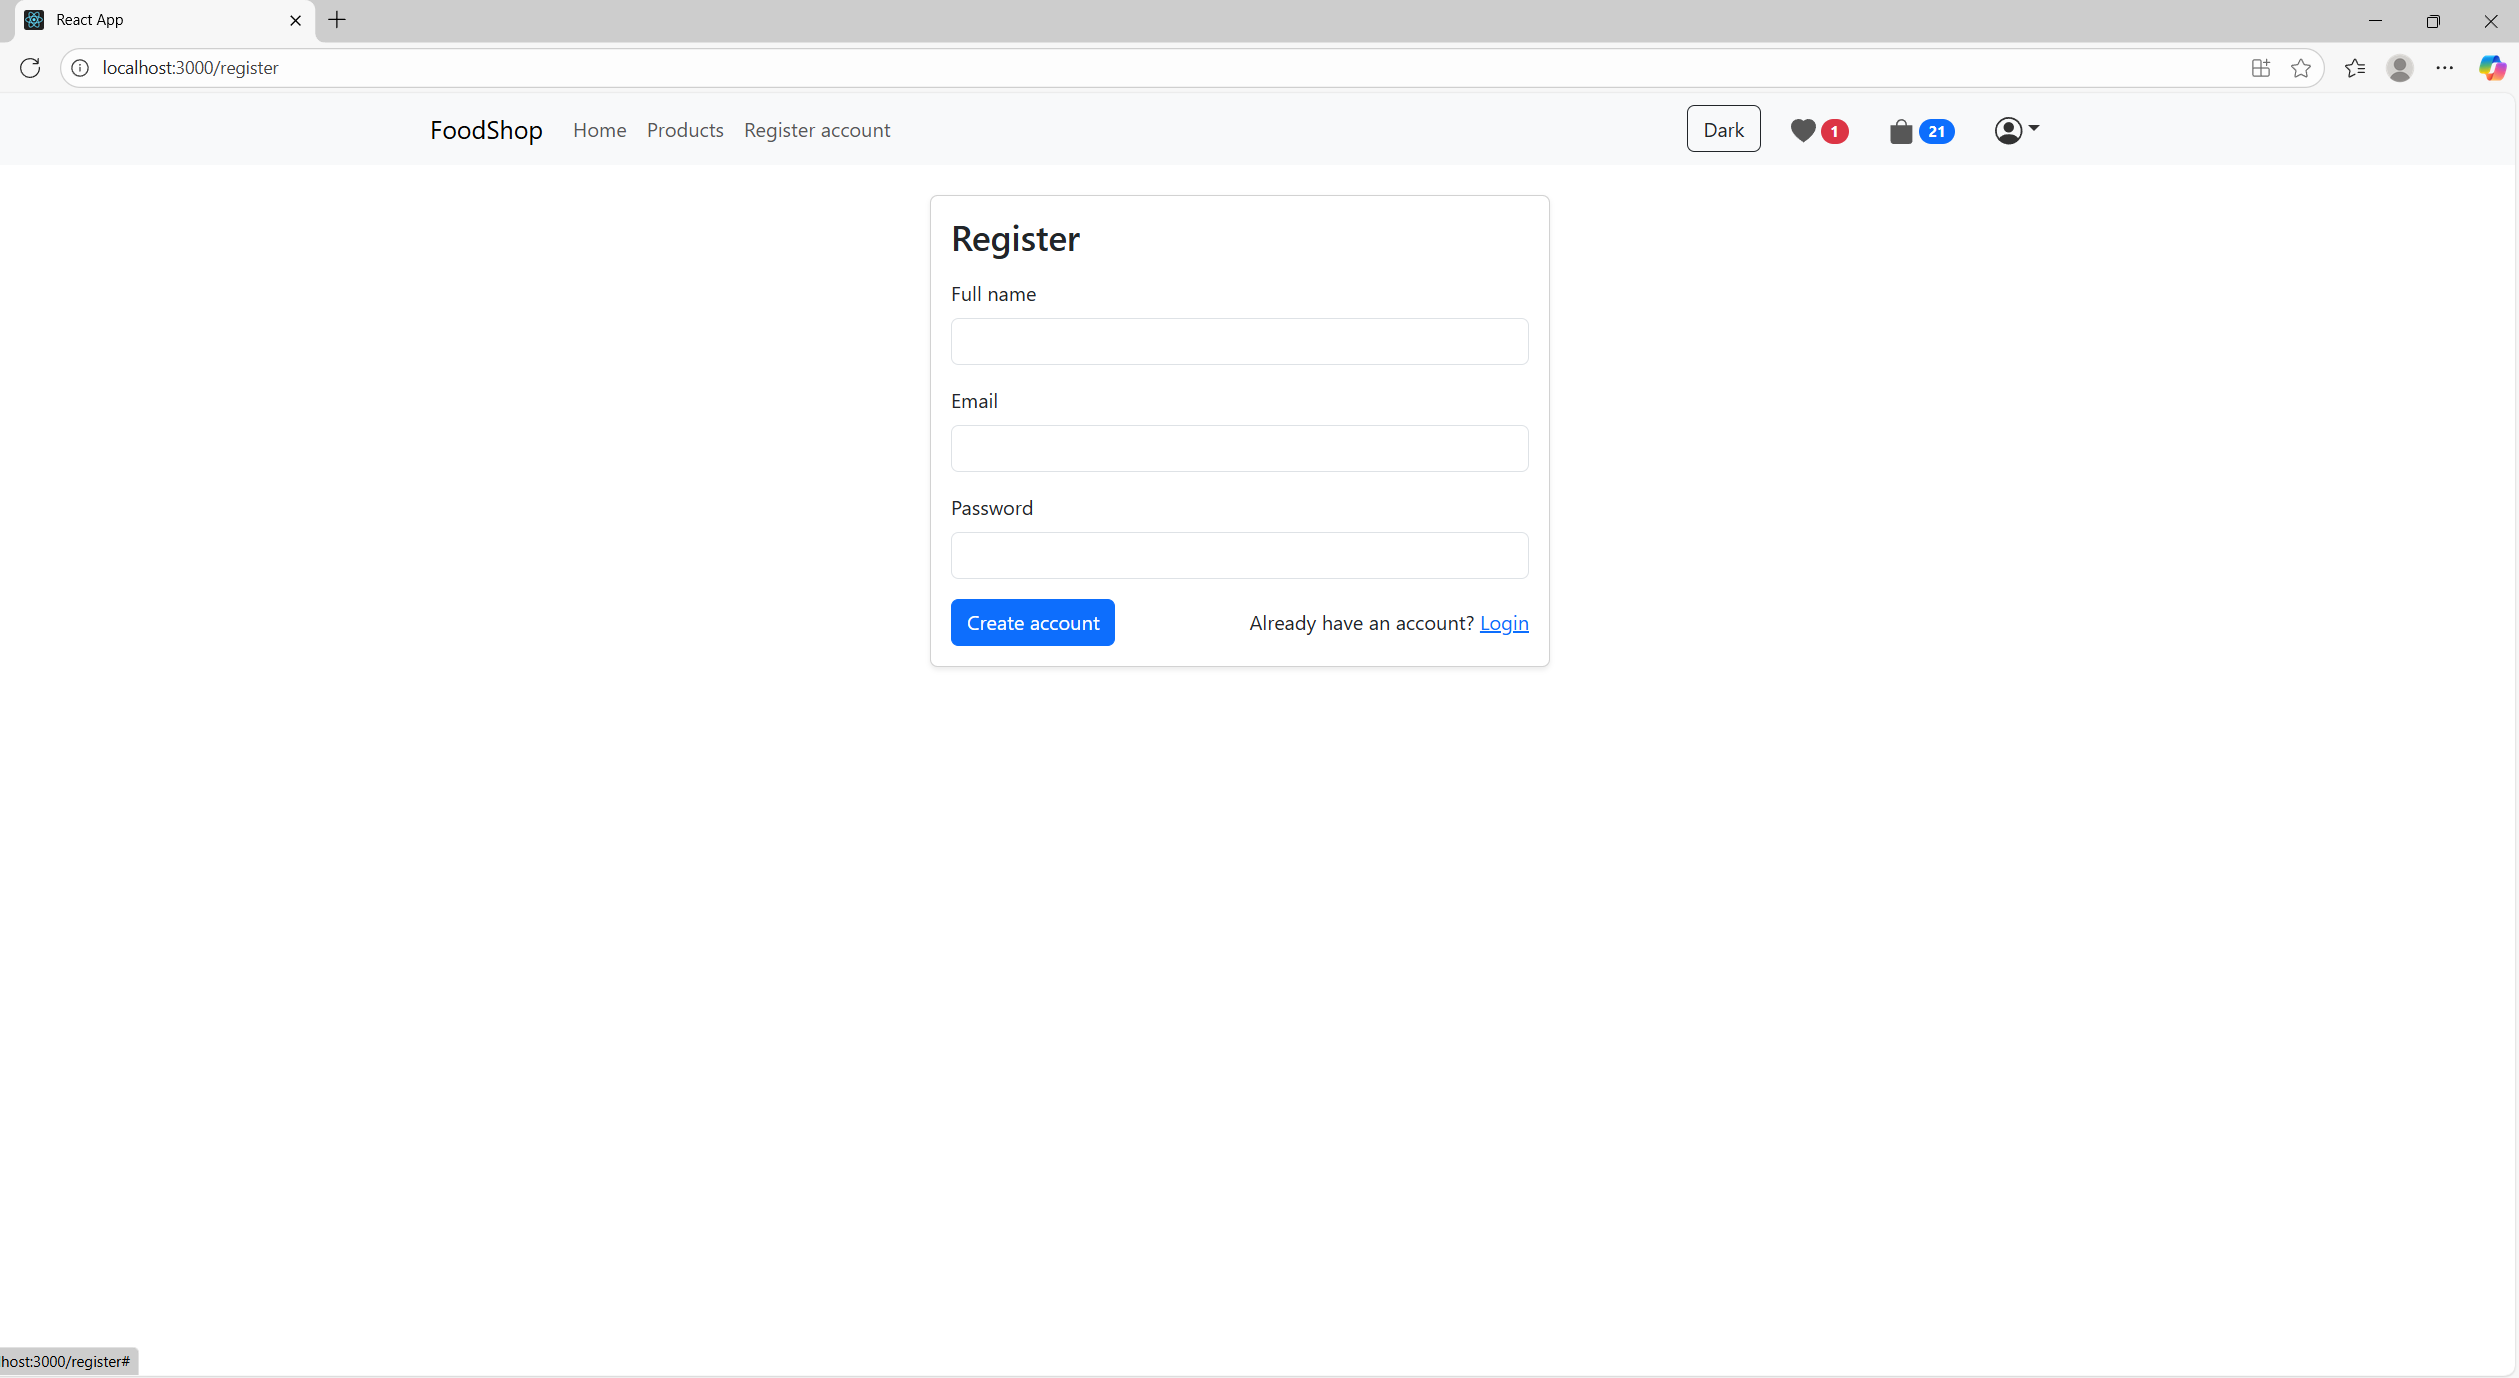 React App
localhost:3000/register
FoodShop Home Products Register account Dark 1 21
Register
Full name
Email
Password
Create account Already have an account? Login
host:3000/register#